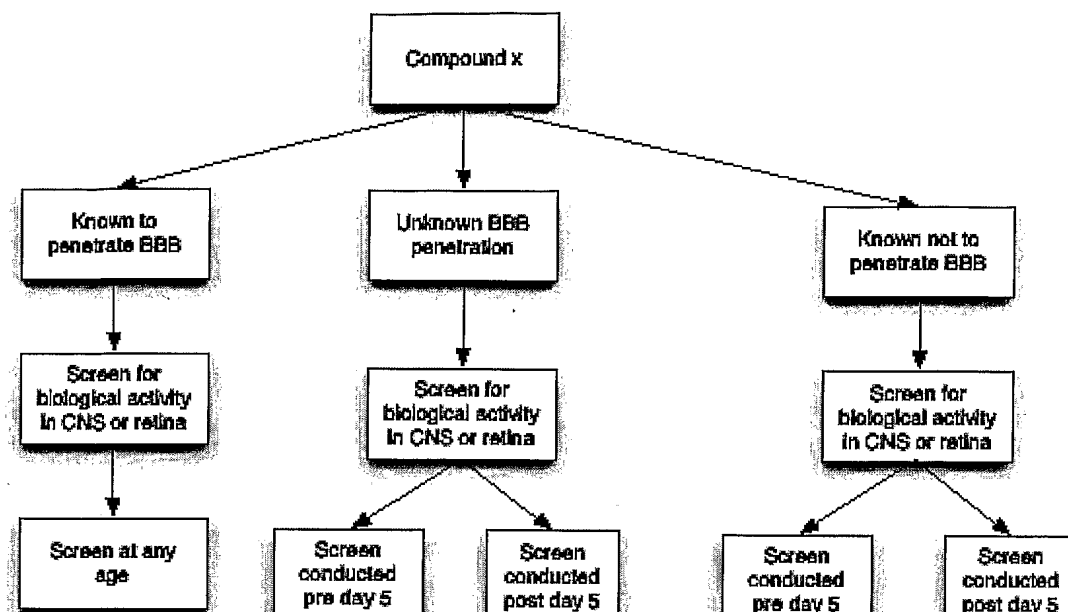 Compound x
Known to
penetrate BBB
Unknown BBB
penetration
Known not to
penetrate BBB
Screen for
biological activity
in CNS or retina
Screen for
biological activity
in CNS or retina
Screen for
biological activity
in CNS or retina
Screen at any
age
Screen
conducted
pre day 5
Screen
conducted
post day 5
Screen
conducted
pre day 5
Screen
conducted
post day 5